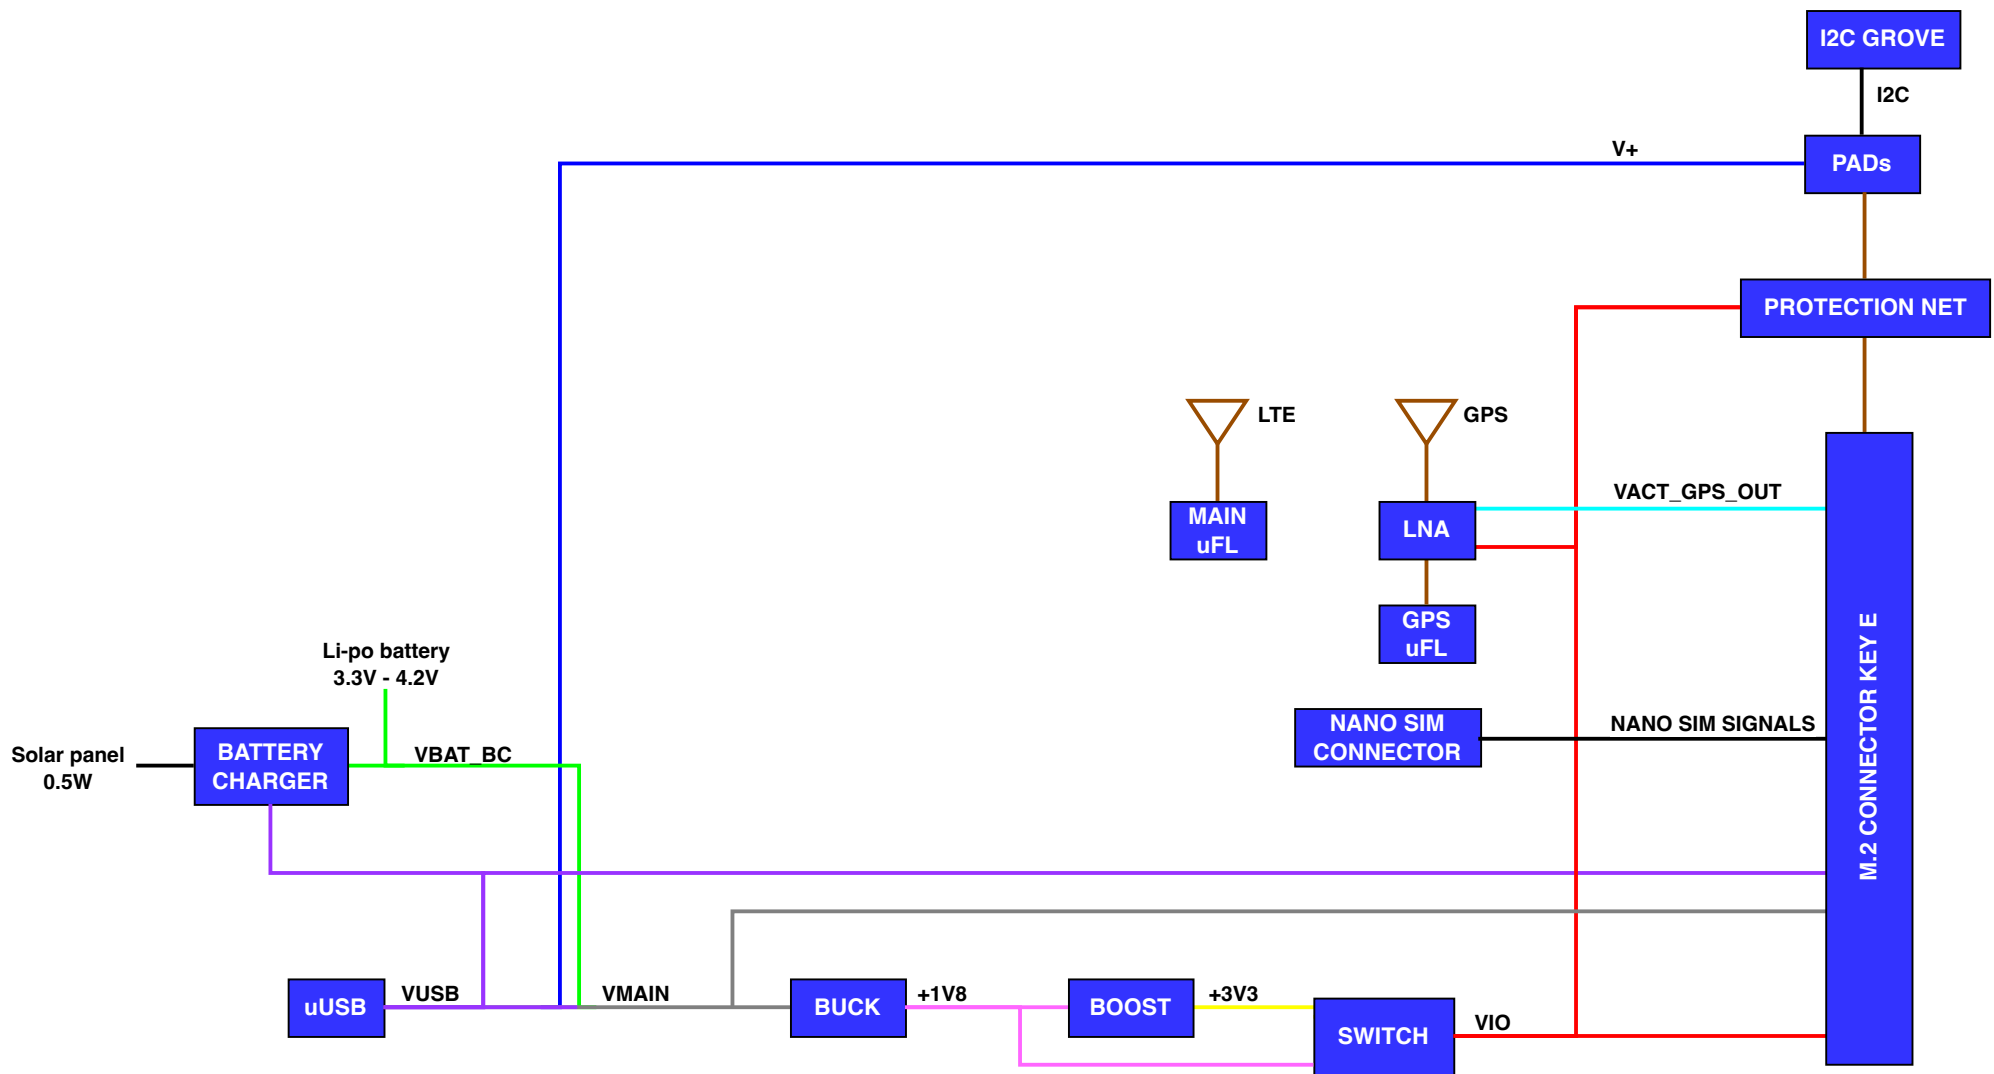 I2C GROVE
I2C
V+
PADs
PROTECTION NET
LTE
GPS
VACT_GPS_OUT
MAIN
uFL
LNA
GPS
uFL
Li-po battery
3.3V - 4.2V
NANO SIM
CONNECTOR
NANO SIM SIGNALS
M.2 CONNECTOR KEY E
Solar panel
0.5W
BATTERY
CHARGER
VBAT_BC
uUSB
VUSB
VMAIN
BUCK
+1V8
BOOST
+3V3
SWITCH
VIO